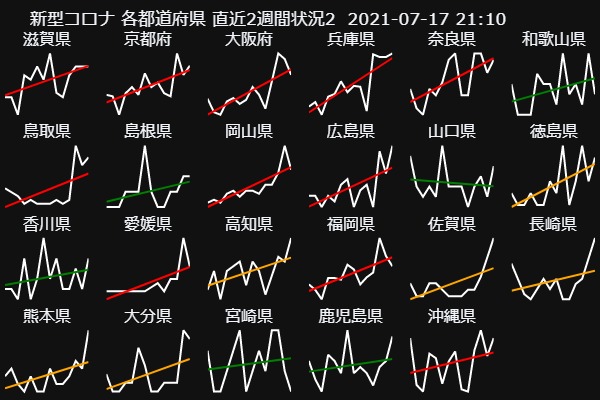 新型コロナ 各都道府県 直近2週間状況2 2021-07-17 21:10
滋賀県 京都府 大阪府 兵庫県 奈良県 和歌山県
鳥取県 島根県 岡山県 広島県 山口県 徳島県
香川県 愛媛県 高知県 福岡県 佐賀県 長崎県
熊本県 大分県 宮崎県 鹿児島県 沖縄県